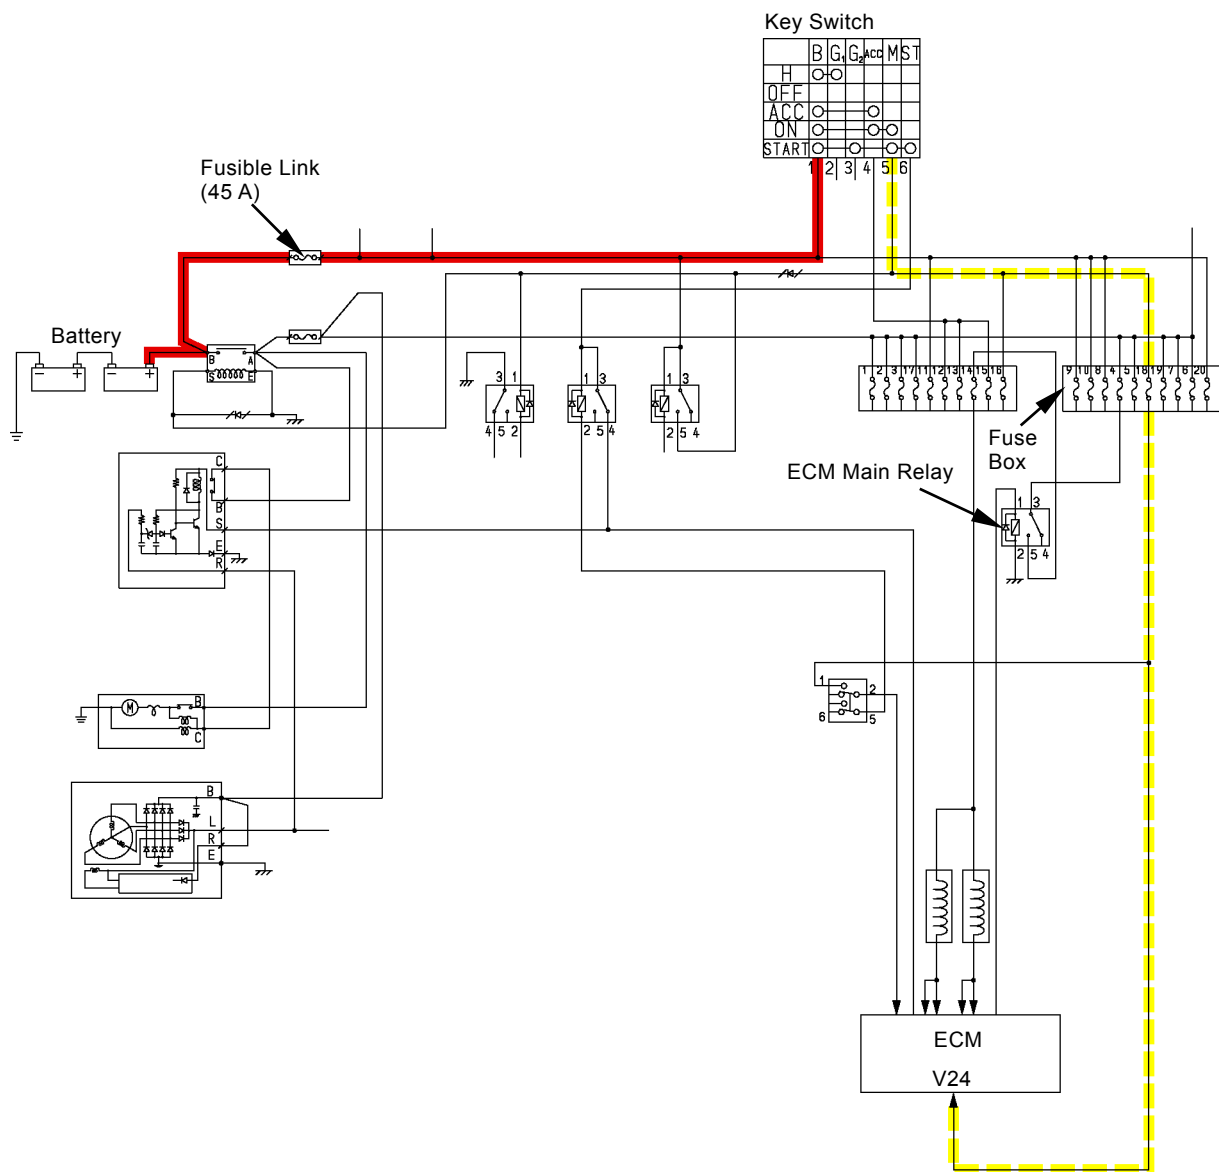 Key Switch
B G₁ G₂ ACC M ST
H
OFF
ACC
ON
START
1 2 3 4 5 6
Fusible Link
(45 A)
Battery
− + − +
B A
S E
3 1
4 5 2
1 3
2 5 4
1 3
2 5 4
1 2 3 17 11 12 13 14 15 16
9 10 8 4 5 18 19 7 6 20
Fuse
Box
ECM Main Relay
1 3
2 5 4
C
B
S
E
R
1 2
6 5
M
B
C
B
L
R
E
ECM
V24